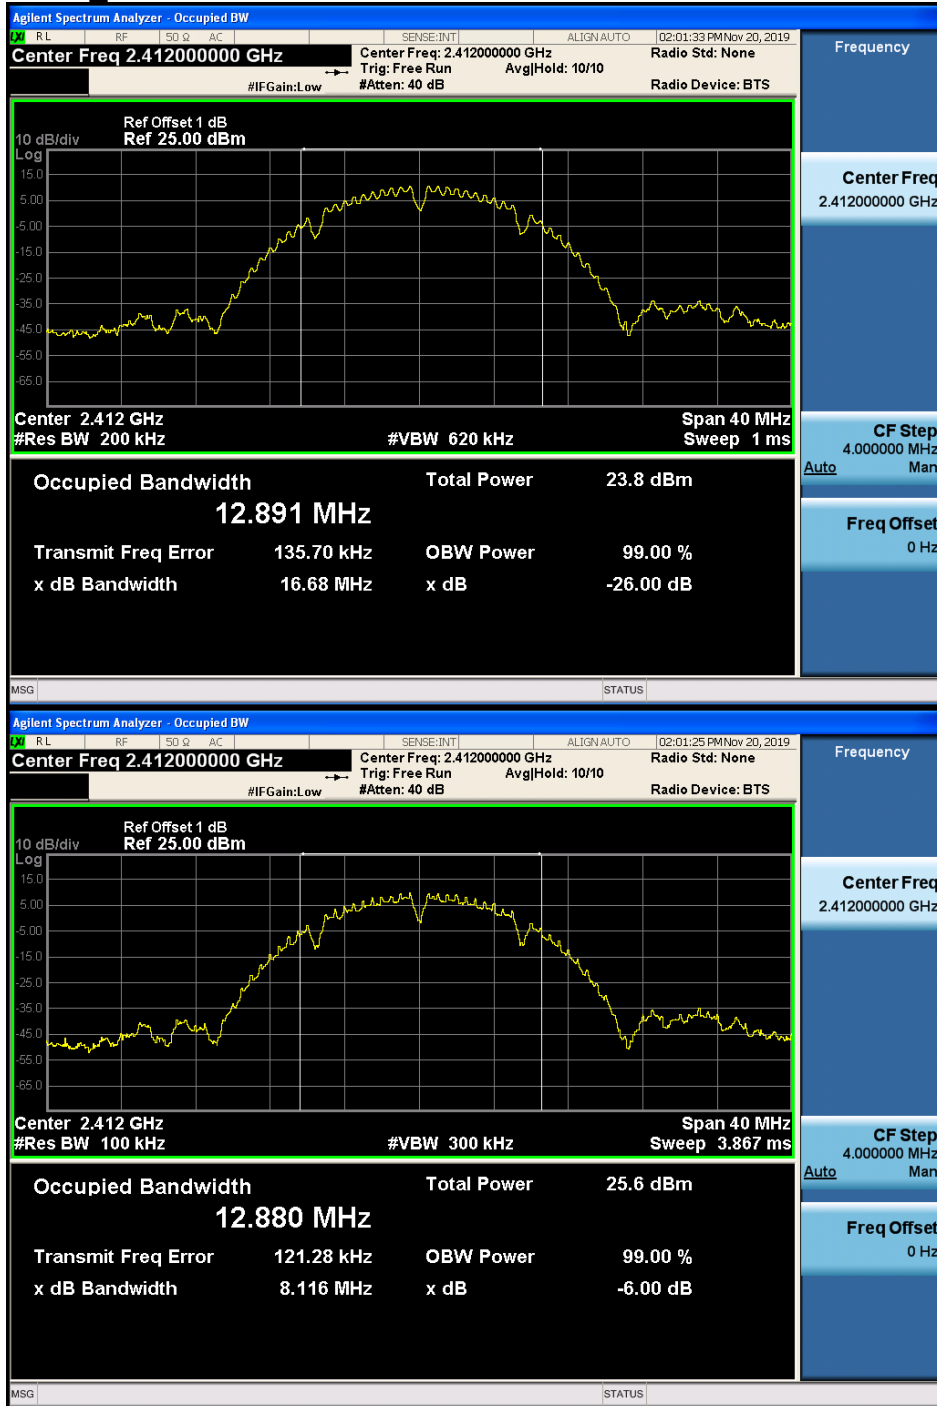 Agilent Spectrum Analyzer - Occupied BW
LXI RL RF 50 Ω AC SENSE:INT ALIGN AUTO 02:01:33 PM Nov 20, 2019
Center Freq 2.412000000 GHz Center Freq: 2.412000000 GHz Radio Std: None Frequency
Trig: Free Run Avg|Hold: 10/10
#IFGain:Low #Atten: 40 dB Radio Device: BTS
Ref Offset 1 dB
10 dB/div Ref 25.00 dBm
Log
15.0
5.00
-5.00
-15.0
-25.0
-35.0
-45.0
-55.0
-65.0
Center Freq
2.412000000 GHz
Center 2.412 GHz Span 40 MHz
#Res BW 200 kHz #VBW 620 kHz Sweep 1 ms
CF Step
4.000000 MHz
Auto Man
Occupied Bandwidth Total Power 23.8 dBm
12.891 MHz
Transmit Freq Error 135.70 kHz OBW Power 99.00 %
x dB Bandwidth 16.68 MHz x dB -26.00 dB
Freq Offset
0 Hz
MSG STATUS
Agilent Spectrum Analyzer - Occupied BW
LXI RL RF 50 Ω AC SENSE:INT ALIGN AUTO 02:01:25 PM Nov 20, 2019
Center Freq 2.412000000 GHz Center Freq: 2.412000000 GHz Radio Std: None Frequency
Trig: Free Run Avg|Hold: 10/10
#IFGain:Low #Atten: 40 dB Radio Device: BTS
Ref Offset 1 dB
10 dB/div Ref 25.00 dBm
Log
15.0
5.00
-5.00
-15.0
-25.0
-35.0
-45.0
-55.0
-65.0
Center Freq
2.412000000 GHz
Center 2.412 GHz Span 40 MHz
#Res BW 100 kHz #VBW 300 kHz Sweep 3.867 ms
CF Step
4.000000 MHz
Auto Man
Occupied Bandwidth Total Power 25.6 dBm
12.880 MHz
Transmit Freq Error 121.28 kHz OBW Power 99.00 %
x dB Bandwidth 8.116 MHz x dB -6.00 dB
Freq Offset
0 Hz
MSG STATUS